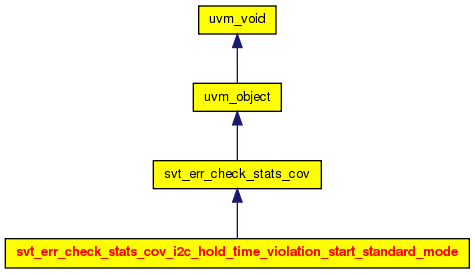 uvm_void
uvm_object
svt_err_check_stats_cov
svt_err_check_stats_cov_i2c_hold_time_violation_start_standard_mode